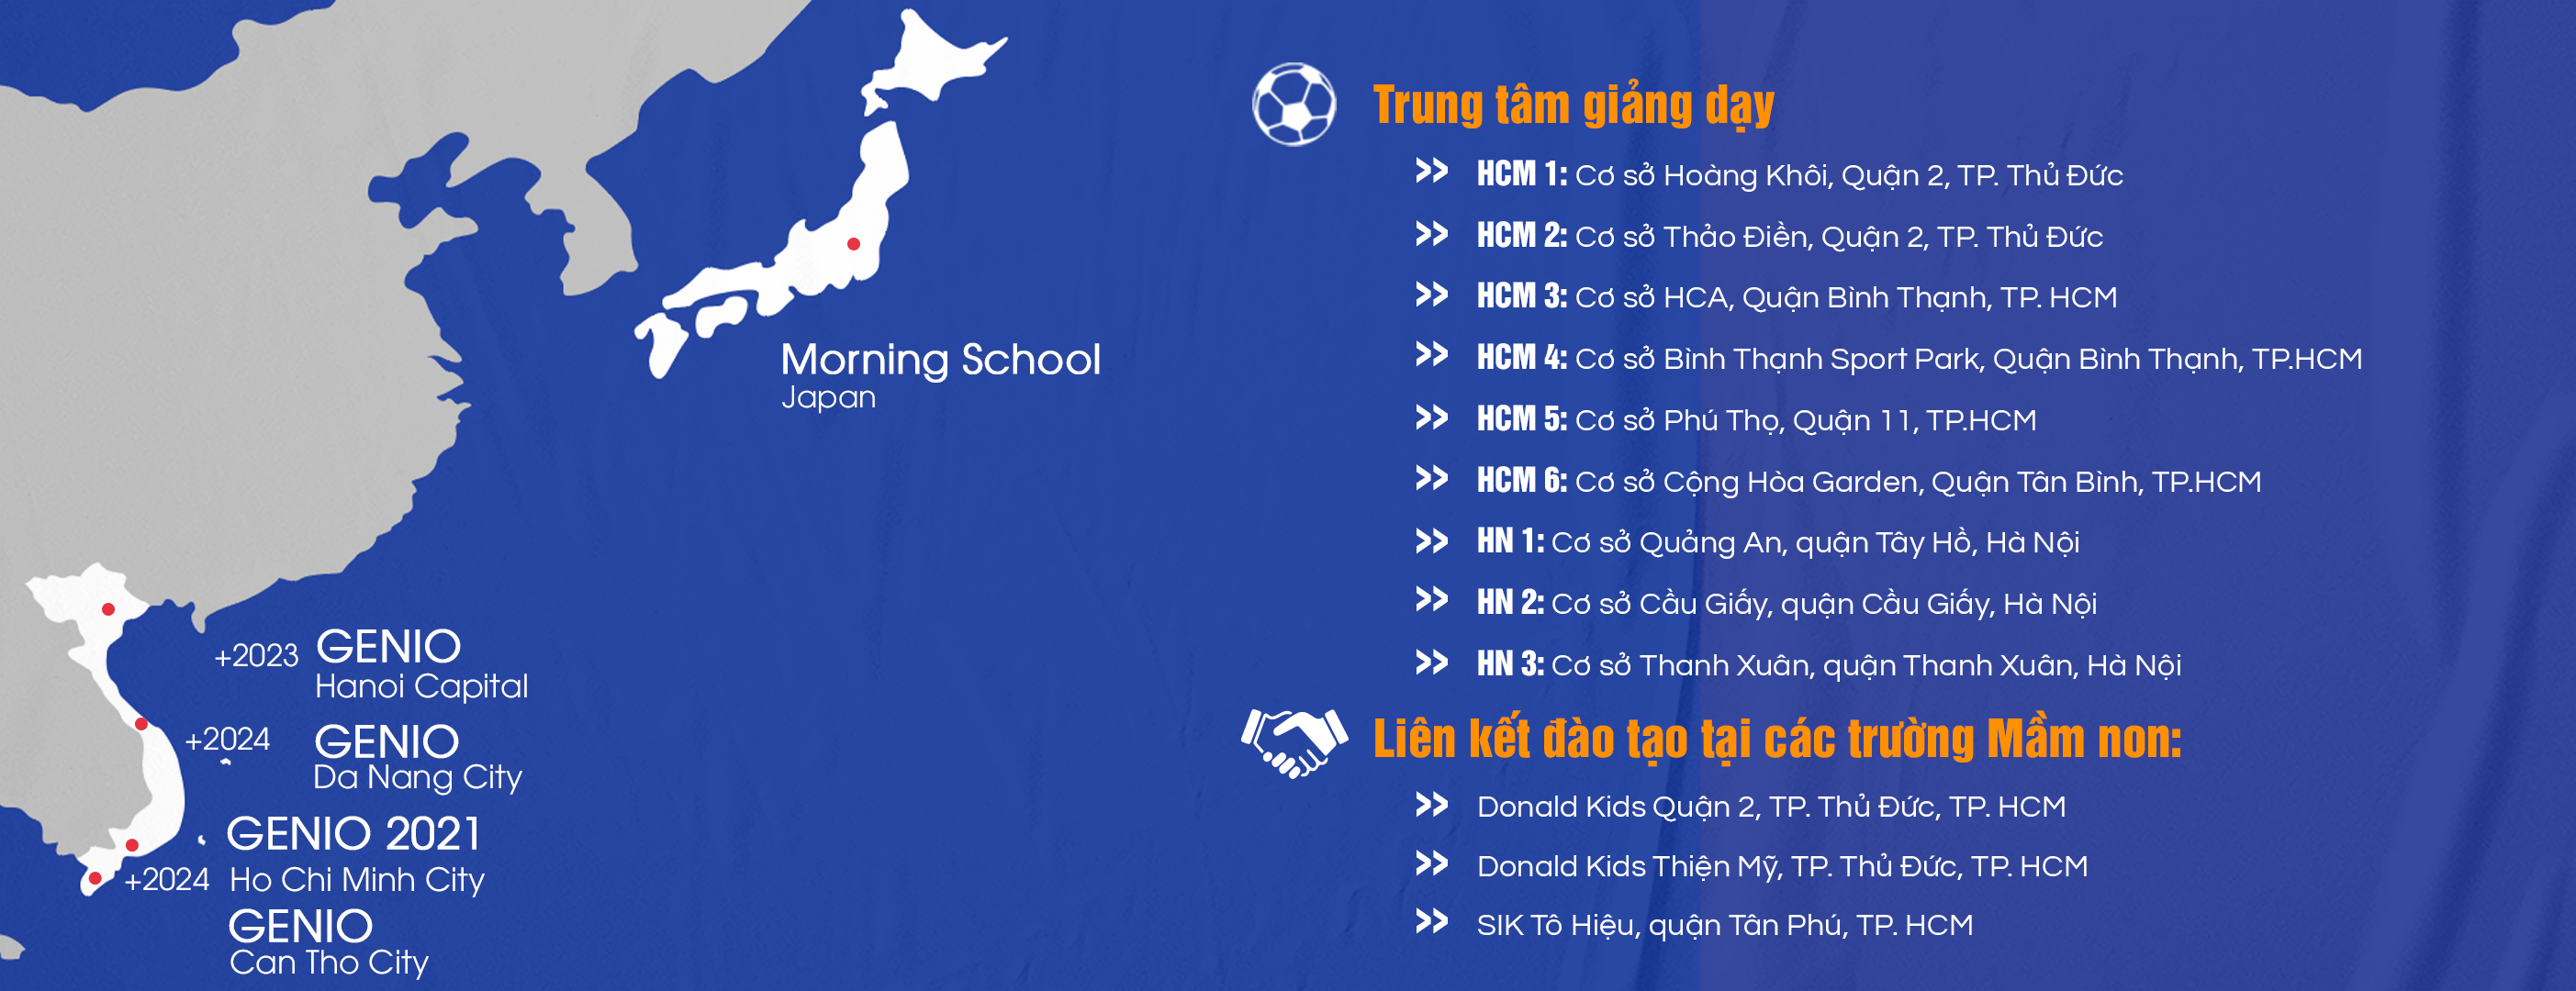 Morning School
Japan
+2023 GENIO
Hanoi Capital
+2024 GENIO
Da Nang City
GENIO 2021
+2024 Ho Chi Minh City
GENIO
Can Tho City
Trung tâm giảng dạy
>> HCM 1: Cơ sở Hoàng Khôi, Quận 2, TP. Thủ Đức
>> HCM 2: Cơ sở Thảo Điền, Quận 2, TP. Thủ Đức
>> HCM 3: Cơ sở HCA, Quận Bình Thạnh, TP. HCM
>> HCM 4: Cơ sở Bình Thạnh Sport Park, Quận Bình Thạnh, TP.HCM
>> HCM 5: Cơ sở Phú Thọ, Quận 11, TP.HCM
>> HCM 6: Cơ sở Cộng Hòa Garden, Quận Tân Bình, TP.HCM
>> HN 1: Cơ sở Quảng An, quận Tây Hồ, Hà Nội
>> HN 2: Cơ sở Cầu Giấy, quận Cầu Giấy, Hà Nội
>> HN 3: Cơ sở Thanh Xuân, quận Thanh Xuân, Hà Nội
Liên kết đào tạo tại các trường Mầm non:
>> Donald Kids Quận 2, TP. Thủ Đức, TP. HCM
>> Donald Kids Thiện Mỹ, TP. Thủ Đức, TP. HCM
>> SIK Tô Hiệu, quận Tân Phú, TP. HCM